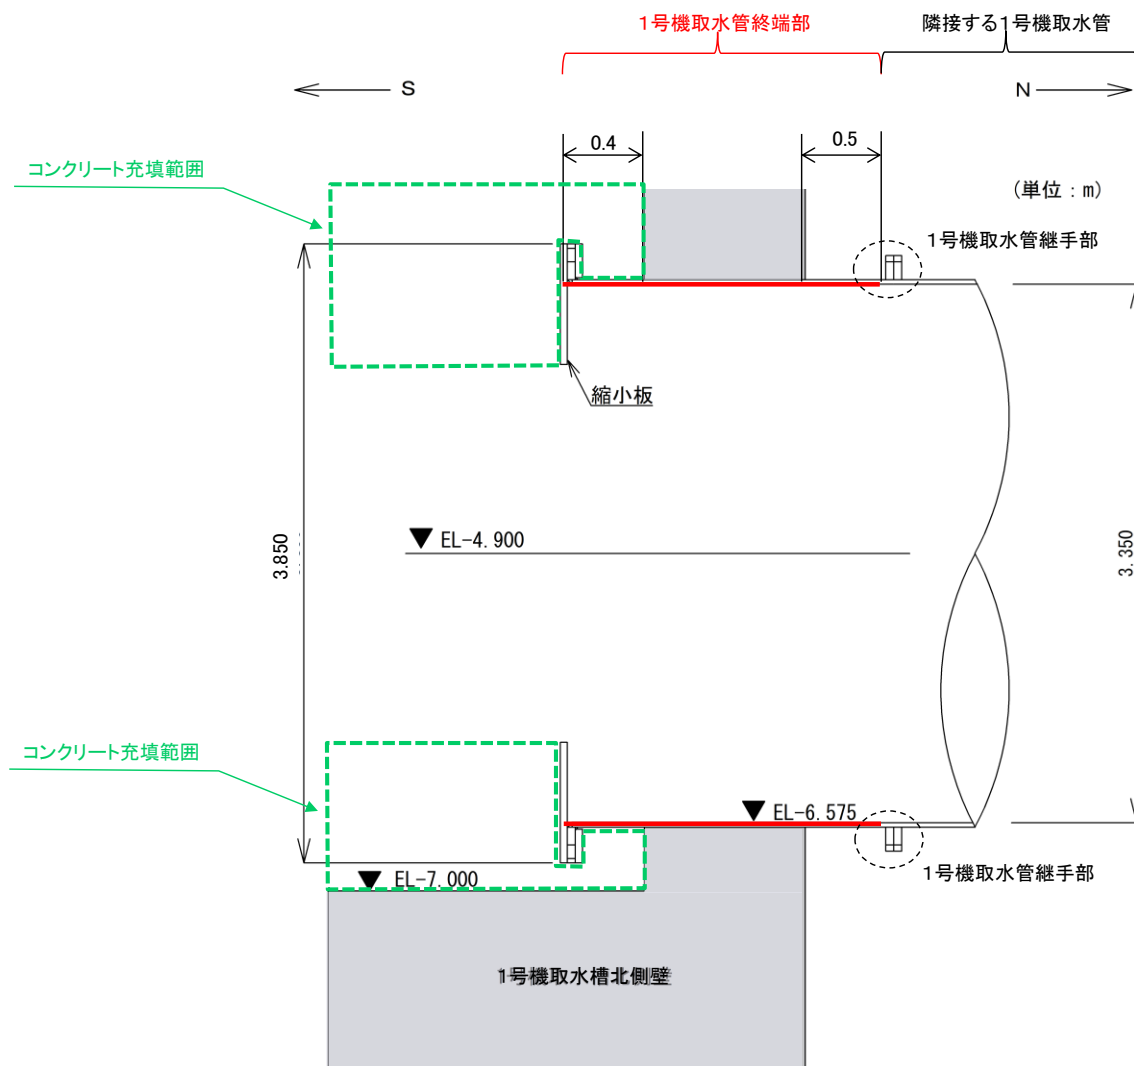 1号機取水管終端部
隣接する1号機取水管
S
N
0.4
0.5
コンクリート充填範囲
(単位：m)
1号機取水管継手部
縮小板
EL-4.900
3.850
3.350
コンクリート充填範囲
EL-6.575
EL-7.000
1号機取水管継手部
1号機取水槽北側壁